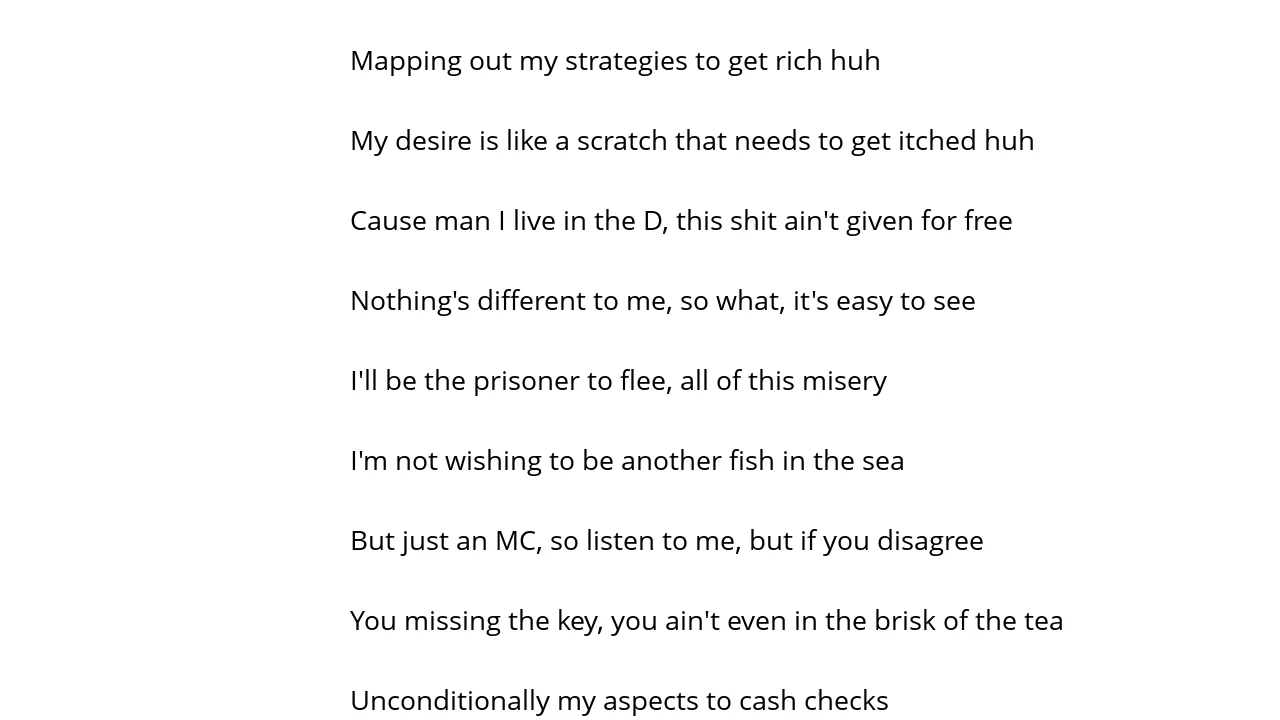 Mapping out my strategies to get rich huh
My desire is like a scratch that needs to get itched huh
Cause man I live in the D, this shit ain't given for free
Nothing's different to me, so what, it's easy to see
I'll be the prisoner to flee, all of this misery
I'm not wishing to be another fish in the sea
But just an MC, so listen to me, but if you disagree
You missing the key, you ain't even in the brisk of the tea
Unconditionally my aspects to cash checks